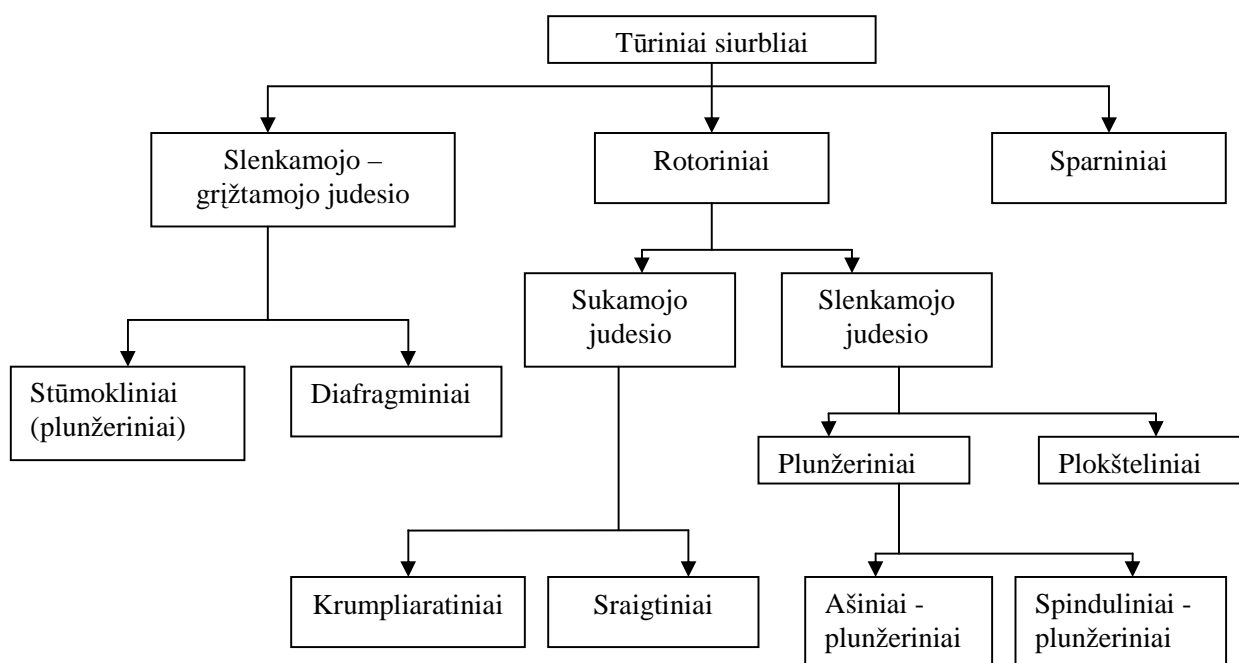 Tūriniai siurbliai
Slenkamojo –
grįžtamojo judesio
Rotoriniai
Sparniniai
Sukamojo
judesio
Slenkamojo
judesio
Stūmokliniai
(plunžeriniai)
Diafragminiai
Plunžeriniai
Plokšteliniai
Krumpliaratiniai
Sraigtiniai
Ašiniai -
plunžeriniai
Spinduliniai -
plunžeriniai